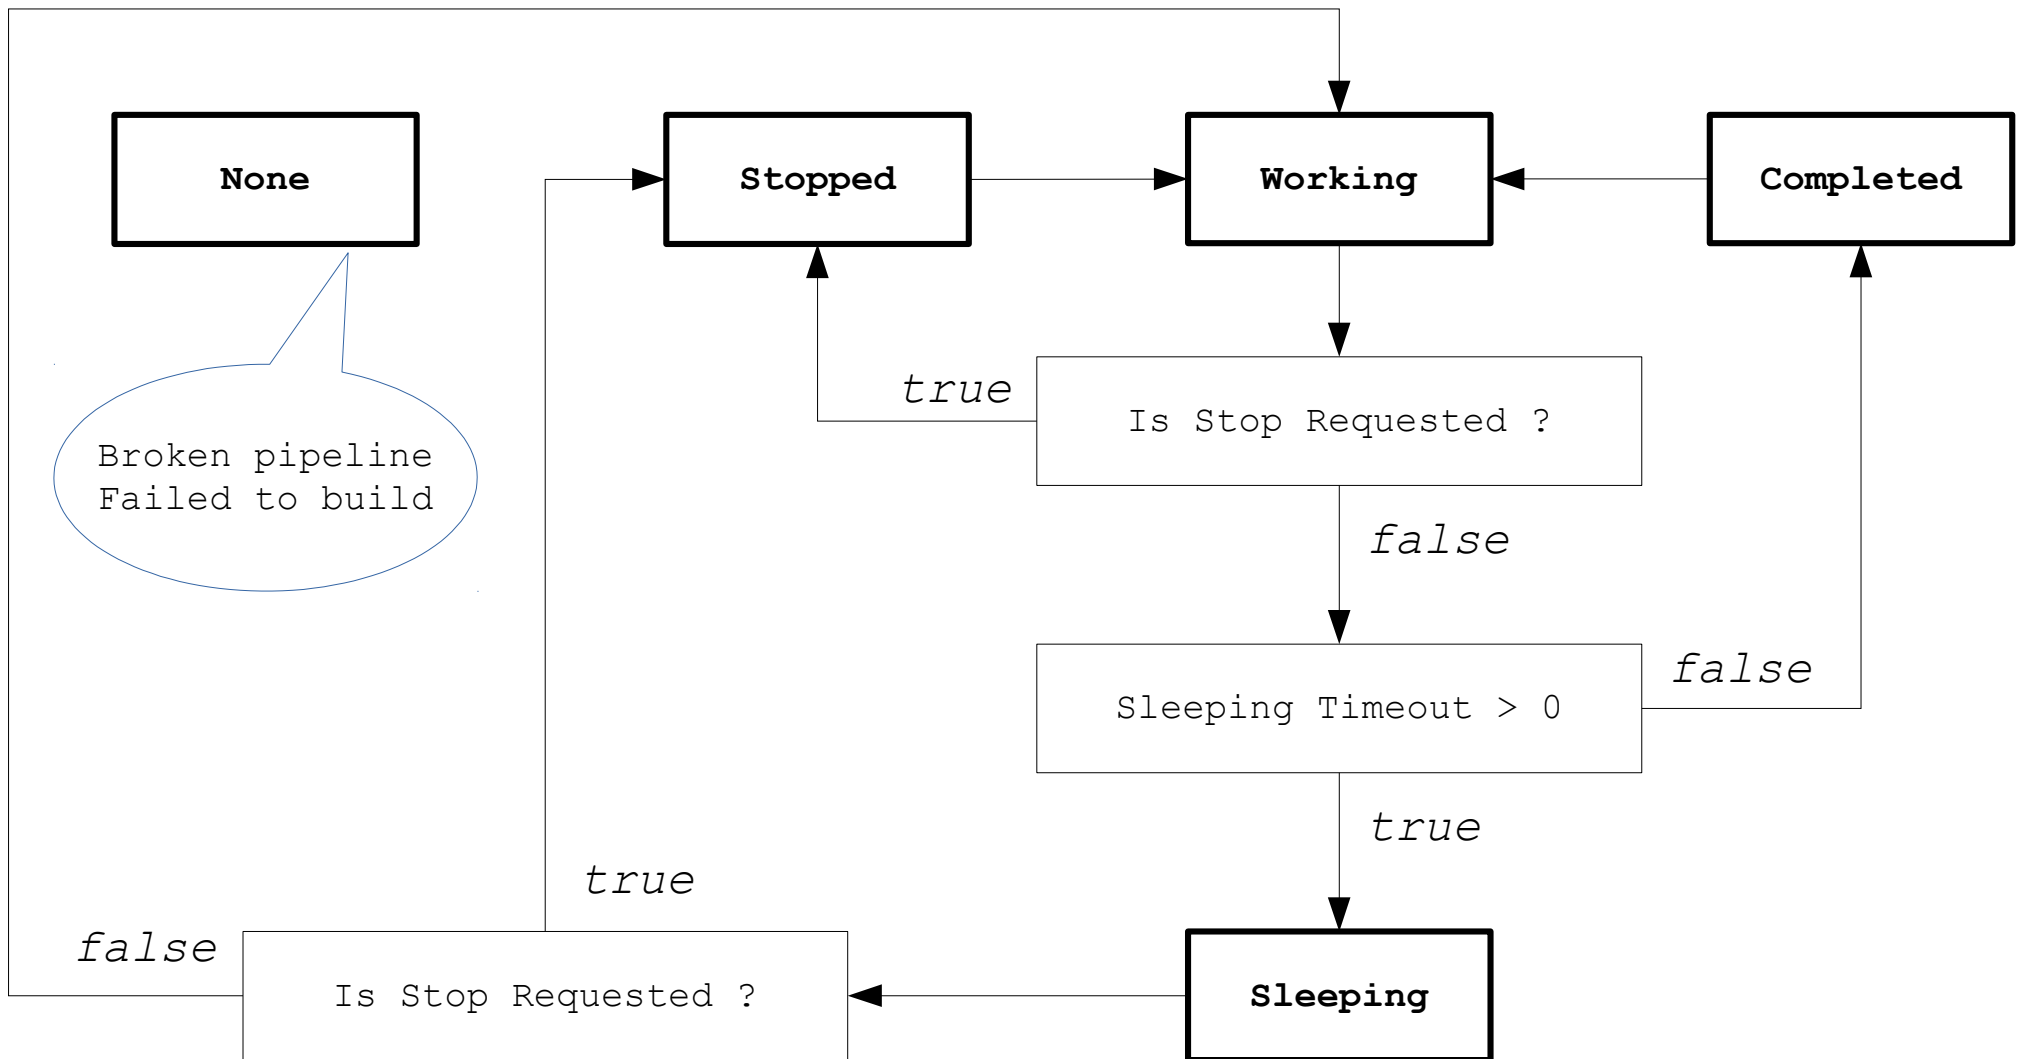 None
Stopped
Working
Completed
Broken pipeline
Failed to build
true
Is Stop Requested ?
false
Sleeping Timeout > 0
false
true
true
false
Is Stop Requested ?
Sleeping